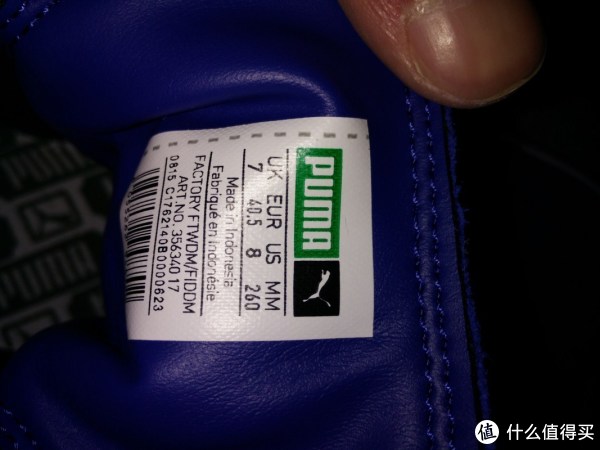 PUMA
UK EUR US MM
7 40.5 8 260
Made in Indonesia
Fabriqué en Indonésie
FACTORY FTWDM/FIDDM
ART.NO. 356340 17
0815 C1762140B0000623
PUMA
值 什么值得买